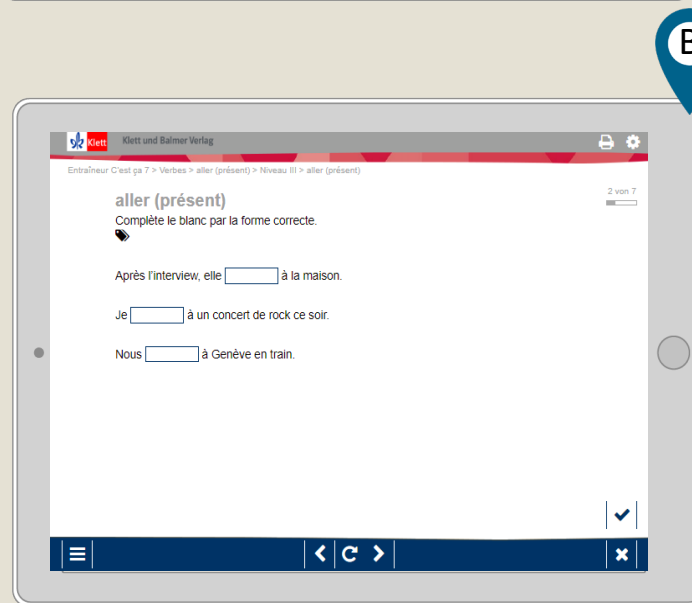 B
Klett
Klett und Balmer Verlag
Entraîneur C'est ça 7 > Verbes > aller (présent) > Niveau III > aller (présent)
2 von 7
aller (présent)
Complète le blanc par la forme correcte.
Après l'interview, elle à la maison.
Je à un concert de rock ce soir.
Nous à Genève en train.